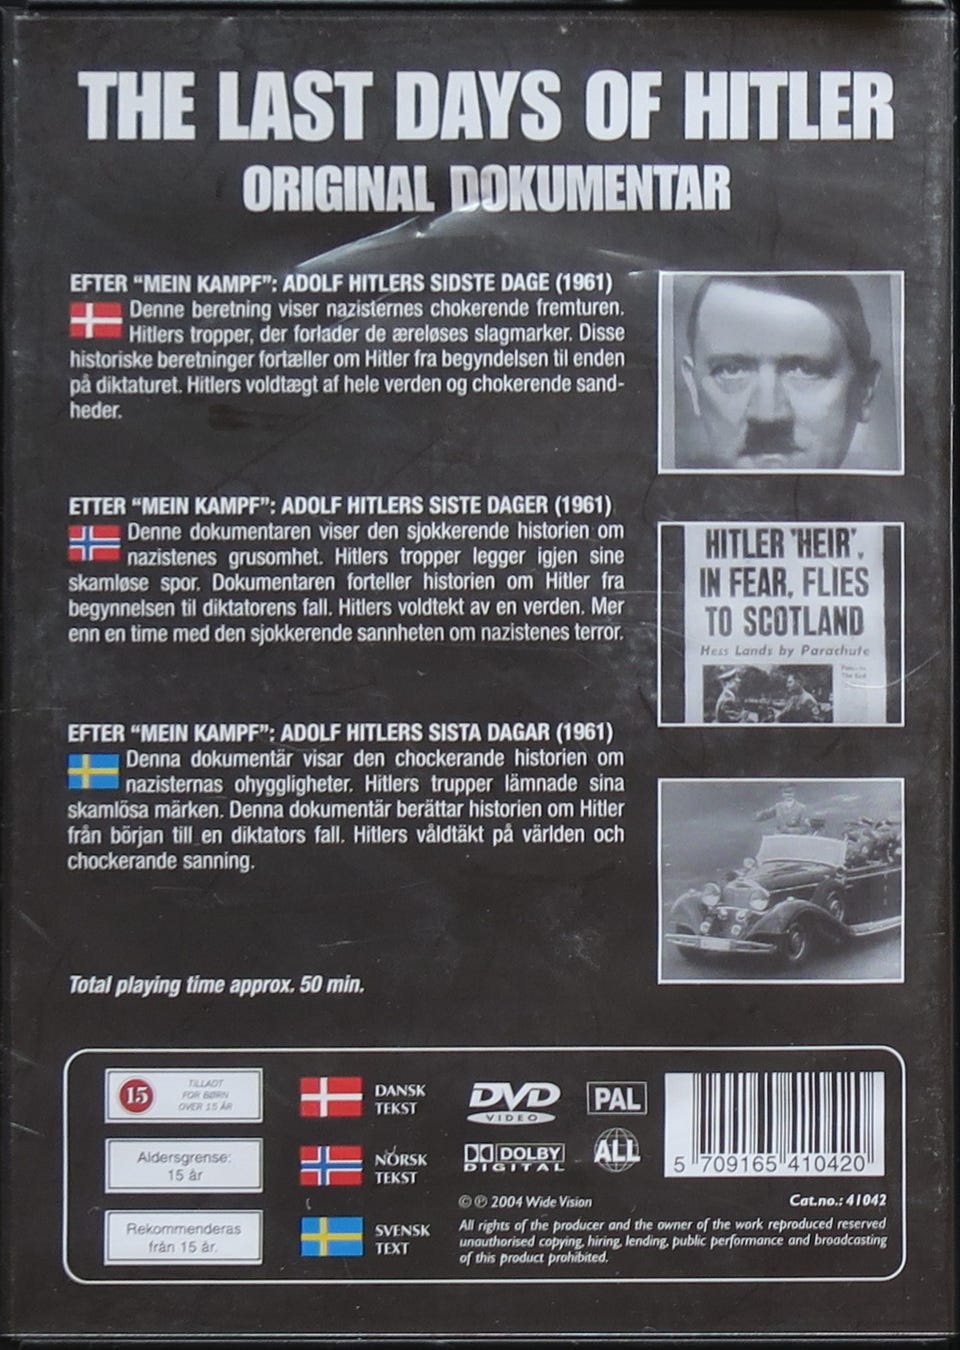 THE LAST DAYS OF HITLER
ORIGINAL DOKUMENTAR
EFTER “MEIN KAMPF”: ADOLF HITLERS SIDSTE DAGE (1961)
Denne beretning viser nazisternes chokerende fremturen.
Hitlers tropper, der forlader de æreløses slagmarker. Disse
historiske beretninger fortæller om Hitler fra begyndelsen til enden
på diktaturet. Hitlers voldtægt af hele verden og chokerende sand-
heder.
ETTER “MEIN KAMPF”: ADOLF HITLERS SISTE DAGER (1961)
Denne dokumentaren viser den sjokkerende historien om
nazistenes grusomhet. Hitlers tropper legger igjen sine
skamløse spor. Dokumentaren forteller historien om Hitler fra
begynnelsen til diktatorens fall. Hitlers voldtekt av en verden. Mer
enn en time med den sjokkerende sannheten om nazistenes terror.
HITLER 'HEIR',
IN FEAR, FLIES
TO SCOTLAND
Hess Lands by Parachute
EFTER “MEIN KAMPF”: ADOLF HITLERS SISTA DAGAR (1961)
Denna dokumentär visar den chockerande historien om
nazisternas ohyggligheter. Hitlers trupper lämnade sina
skamlösa märken. Denna dokumentär berättar historien om Hitler
från början till en diktators fall. Hitlers våldtäkt på världen och
chockerande sanning.
Total playing time approx. 50 min.
15
TILLADT
FOR BØRN
OVER 15 ÅR
Aldersgrense:
15 år
Rekommenderas
från 15 år.
DANSK
TEKST
NORSK
TEKST
SVENSK
TEXT
DVD
VIDEO
PAL
DOLBY
DIGITAL
ALL
5 709165 410420
© ℗ 2004 Wide Vision
Cat.no.: 41042
All rights of the producer and the owner of the work reproduced reserved
unauthorised copying, hiring, lending, public performance and broadcasting
of this product prohibited.